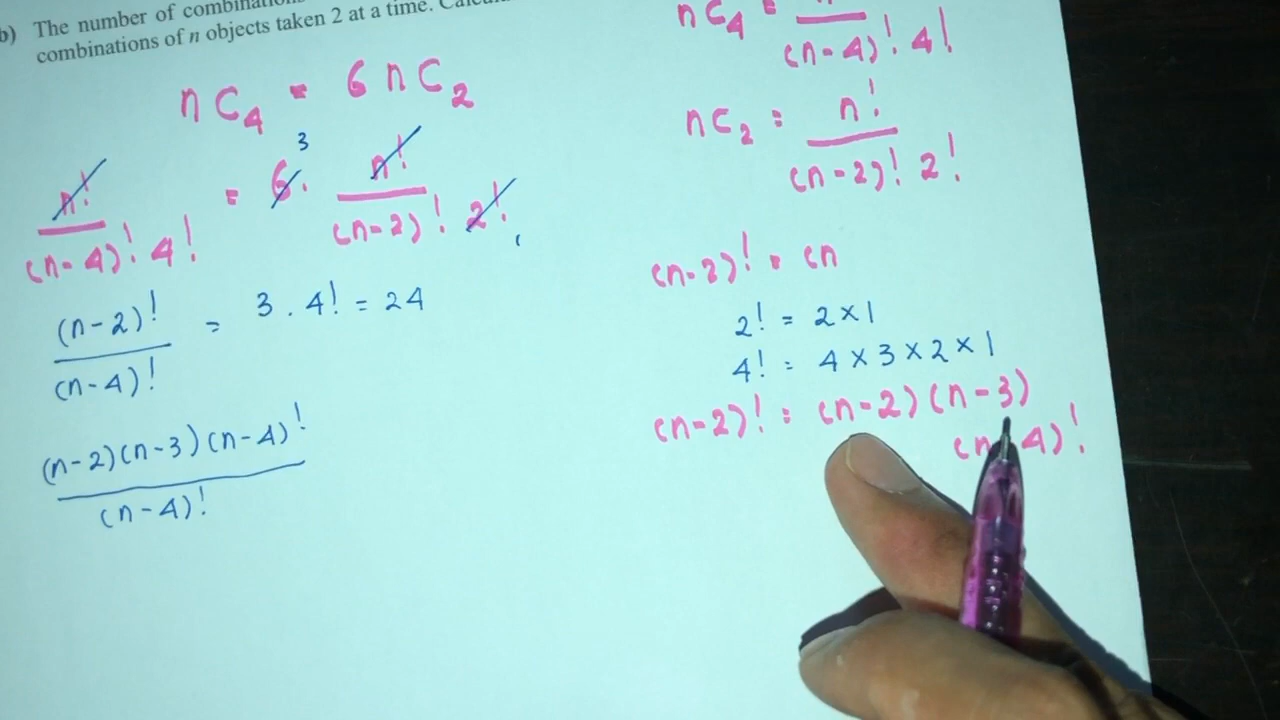 b) The number of
combinations of n objects taken 2 at a time.
nC₄ = 6 nC₂
3
n! = 6. n!
(n-4)! 4! (n-2)! 2!
1
(n-2)! = 3 . 4! = 24
(n-4)!
(n-2)(n-3)(n-4)!
(n-4)!
nC₄ =
(n-4)! 4!
nC₂ = n!
(n-2)! 2!
(n-2)! = (n
2! = 2×1
4! = 4×3×2×1
(n-2)! = (n-2)(n-3)
(n-4)!